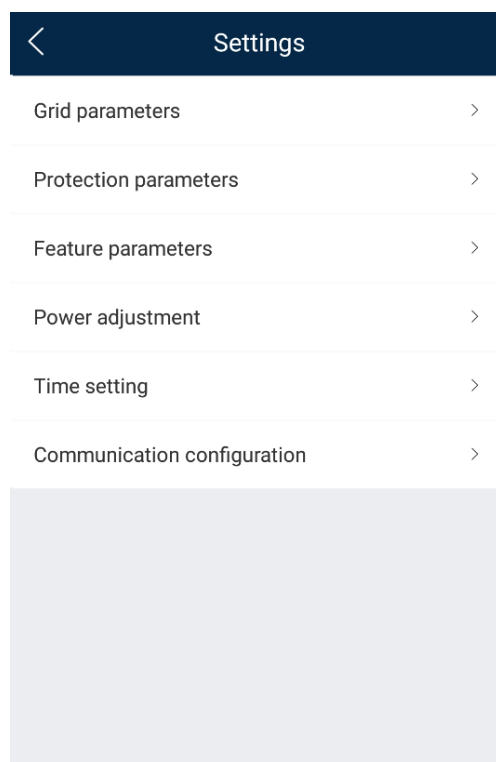 Settings
Grid parameters
Protection parameters
Feature parameters
Power adjustment
Time setting
Communication configuration